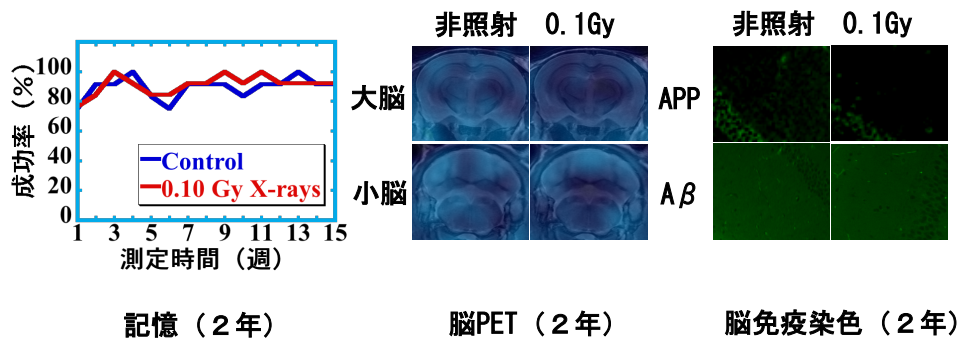 成功率（%）
100
80
60
40
20
0
Control
0.10 Gy X-rays
1 3 5 7 9 11 13 15
測定時間（週）
記憶（２年）
非照射 0.1Gy
大脳
小脳
脳PET（２年）
非照射 0.1Gy
APP
Aβ
脳免疫染色（２年）